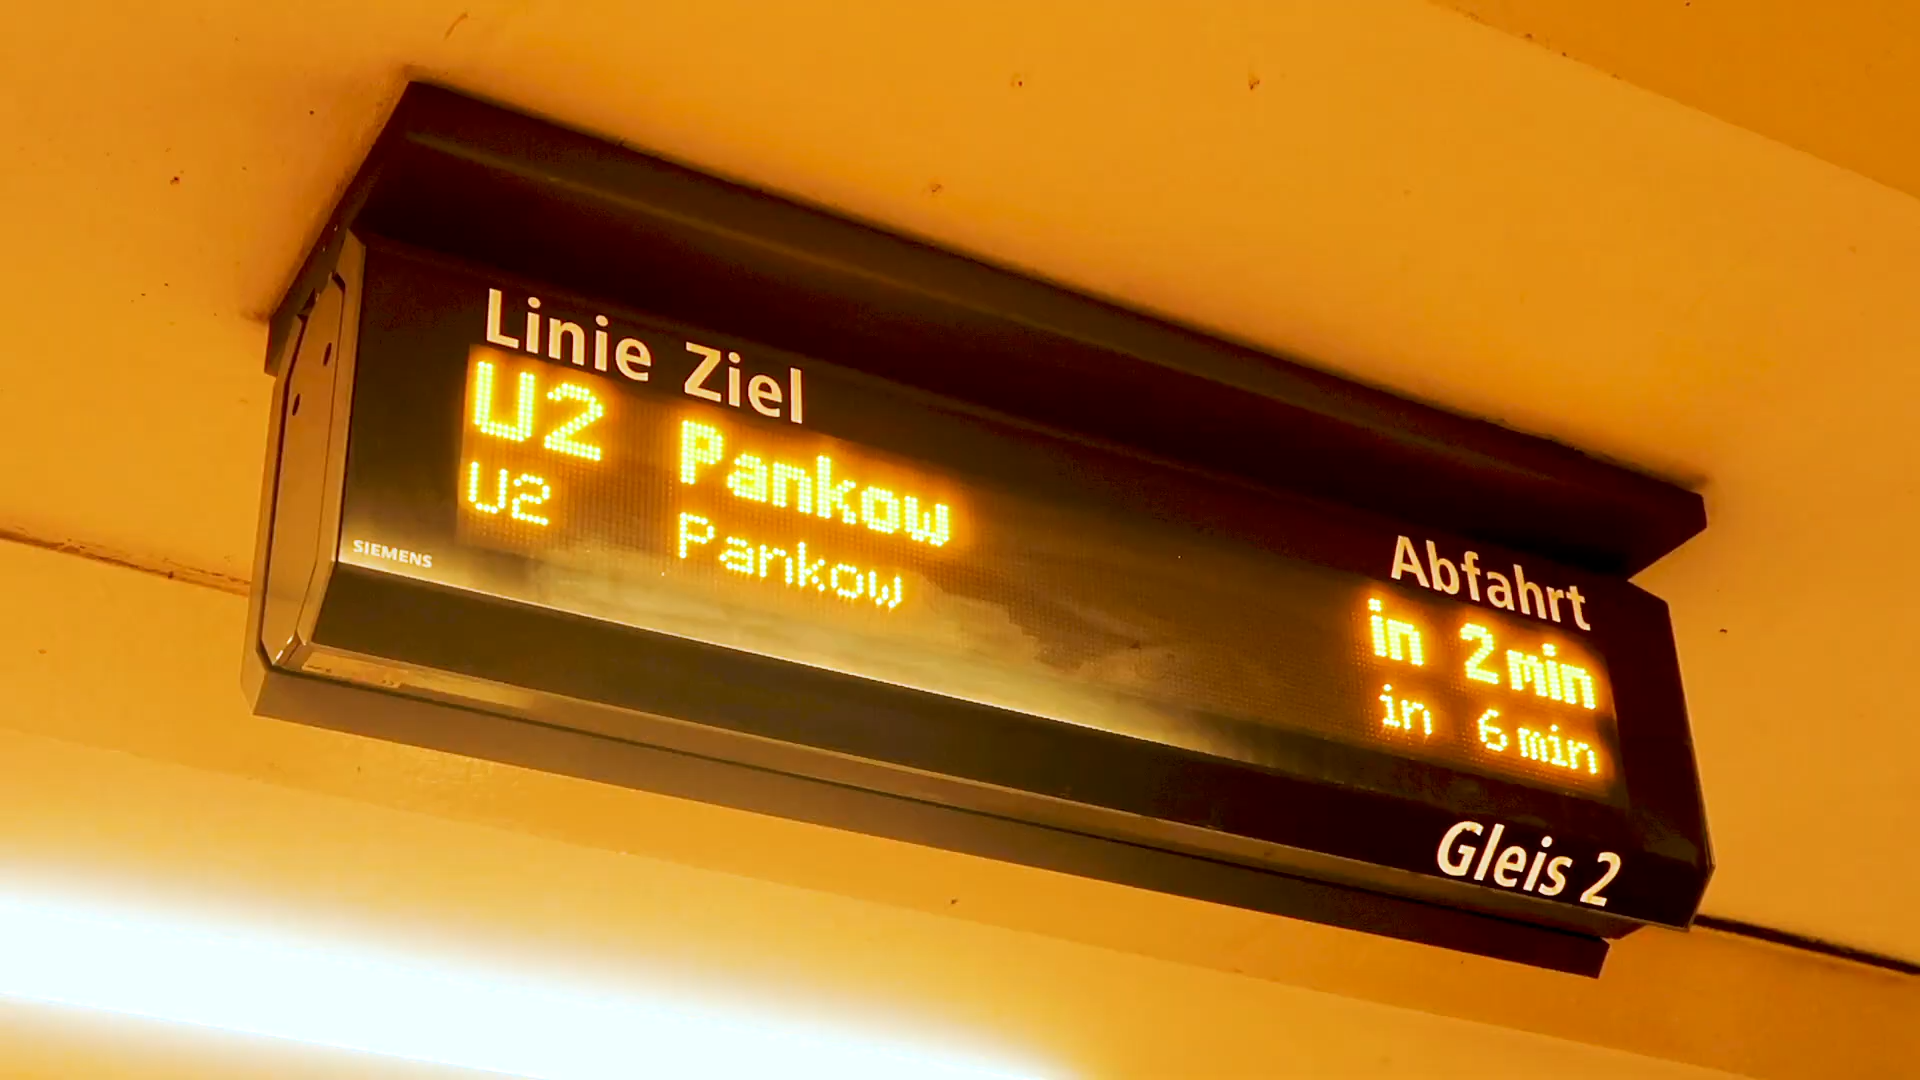 Linie Ziel Abfahrt
U2 Pankow in 2 min
U2 Pankow in 6 min
SIEMENS
Gleis 2